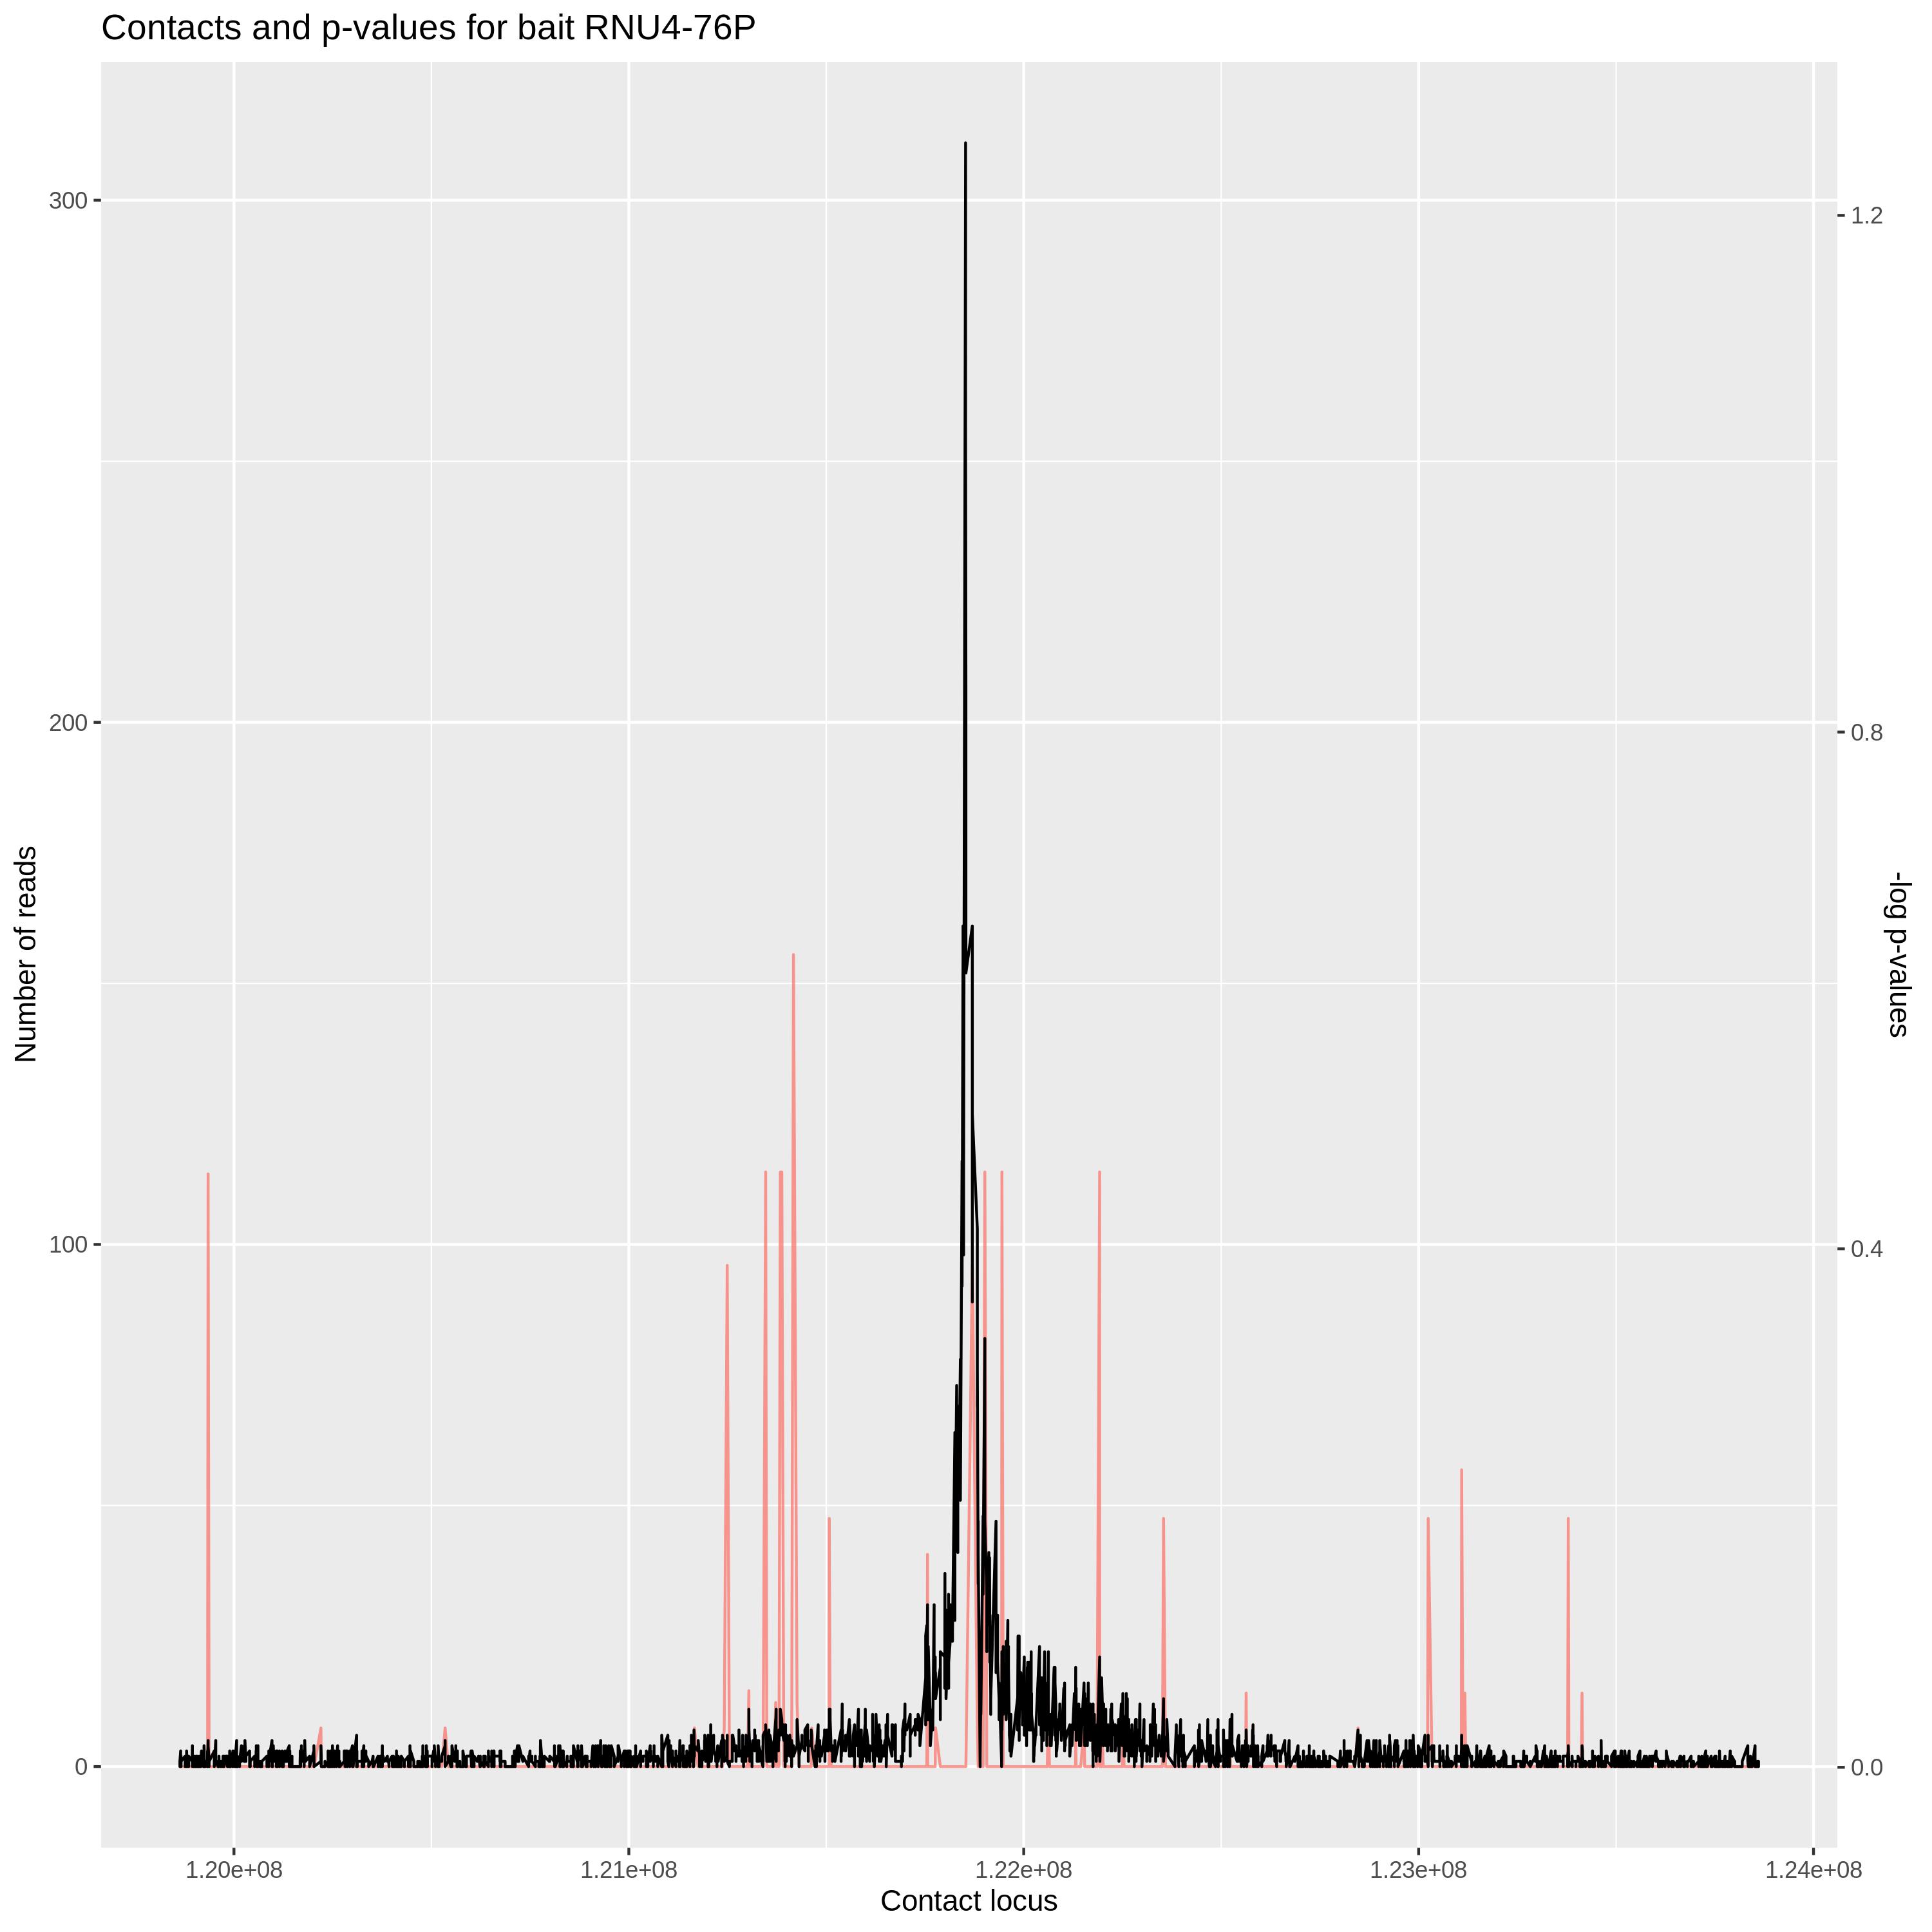 Contacts and p-values for bait RNU4-76P
300
200
100
0
1.2
0.8
0.4
0.0
Number of reads
-log p-values
1.20e+08
1.21e+08
1.22e+08
1.23e+08
1.24e+08
Contact locus